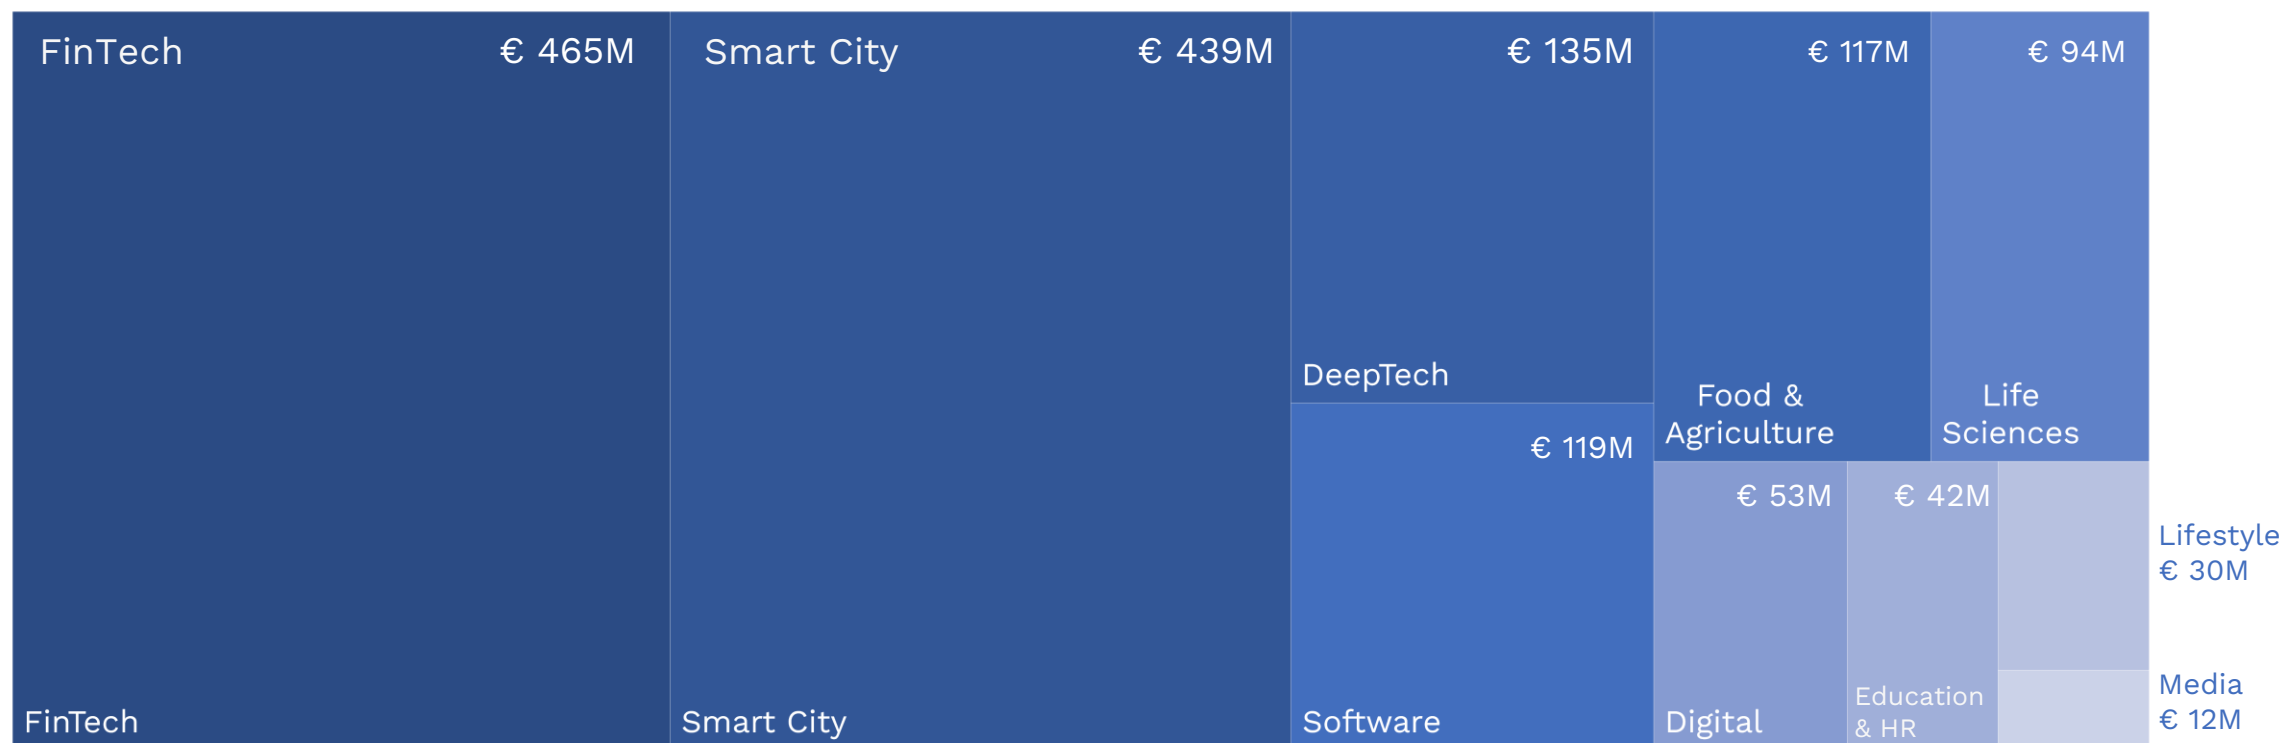 FinTech € 465M
Smart City € 439M
€ 135M
€ 117M
€ 94M
DeepTech
Food &
Agriculture
Life
Sciences
€ 119M
€ 53M
€ 42M
Lifestyle
€ 30M
FinTech
Smart City
Software
Digital
Education
& HR
Media
€ 12M